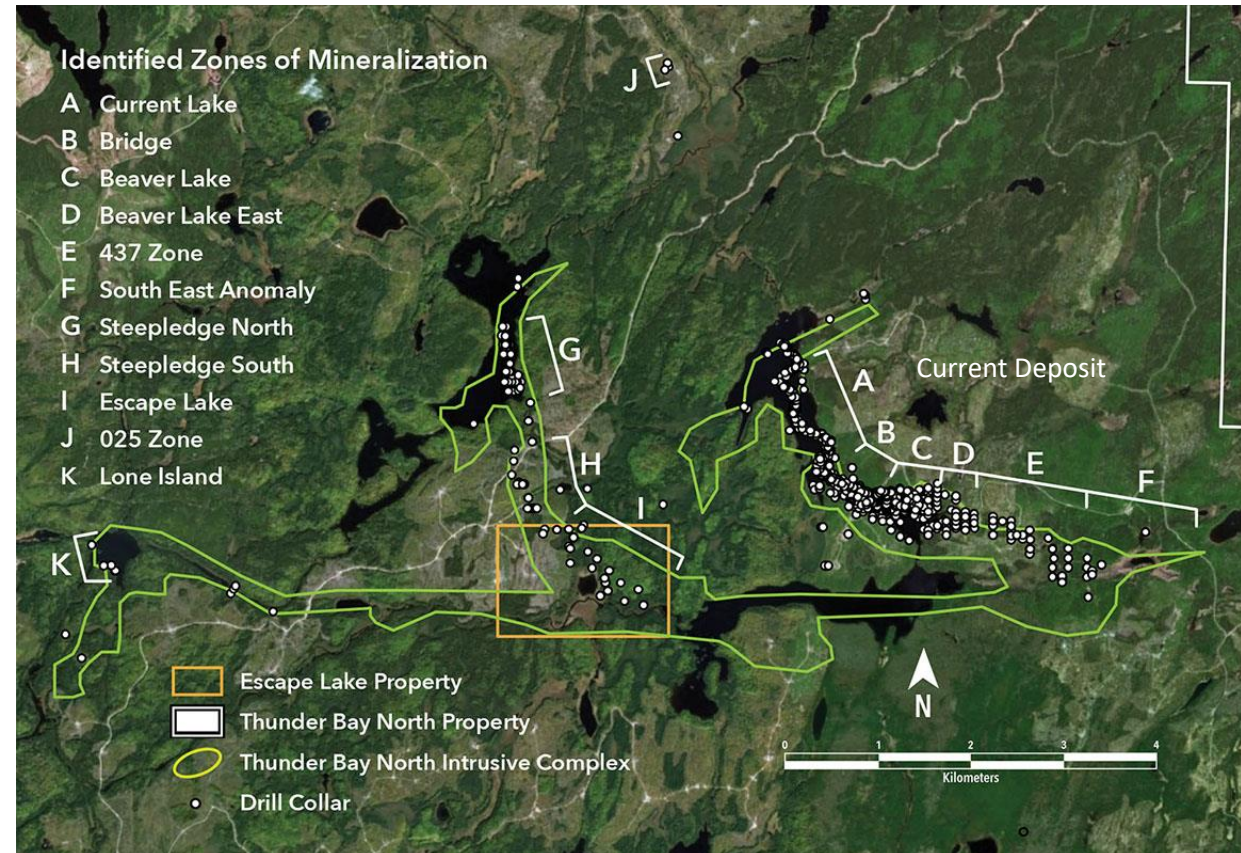 Identified Zones of Mineralization
A Current Lake
B Bridge
C Beaver Lake
D Beaver Lake East
E 437 Zone
F South East Anomaly
G Steepledge North
H Steepledge South
I Escape Lake
J 025 Zone
K Lone Island
J
G
H
I
K
Current Deposit
A
B
C
D
E
F
Escape Lake Property
Thunder Bay North Property
Thunder Bay North Intrusive Complex
Drill Collar
N
0 1 2 3 4
Kilometers